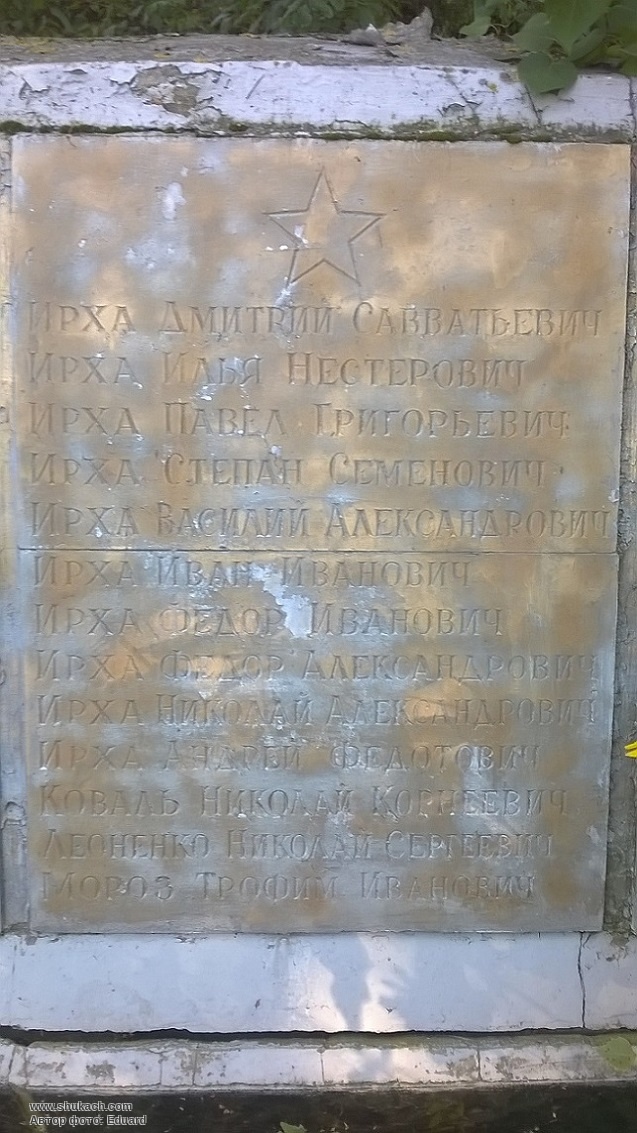 Ирха Дмитрий Савватьевич
Ирха Илья Нестерович
Ирха Павел Григорьевич
Ирха Степан Семенович
Ирха Василий Александрович
Ирха Иван Иванович
Ирха Федор Иванович
Ирха Федор Александрович
Ирха Николай Александрович
Ирха Андрей Федотович
Коваль Николай Корнеевич
Леоненко Николай Сергеевич
Мороз Трофим Иванович
www.shukach.com
Автор фото: Eduard